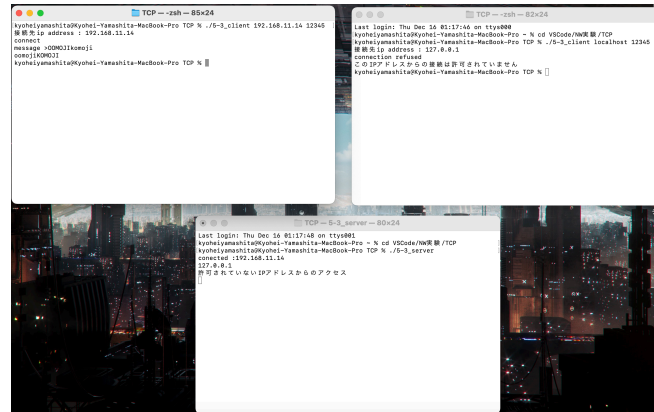 TCP — -zsh — 85×24
kyoheiyamashita@Kyohei-Yamashita-MacBook-Pro TCP % ./5-3_client 192.168.11.14 12345
接続先ip address : 192.168.11.14
connect
message >OOMOJIkomoji
oomojiKOMOJI
kyoheiyamashita@Kyohei-Yamashita-MacBook-Pro TCP %
TCP — -zsh — 82×24
Last login: Thu Dec 16 01:17:46 on ttys000
kyoheiyamashita@Kyohei-Yamashita-MacBook-Pro ~ % cd VSCode/NW実験/TCP
kyoheiyamashita@Kyohei-Yamashita-MacBook-Pro TCP % ./5-3_client localhost 12345
接続先ip address : 127.0.0.1
connection refused
このIPアドレスからの接続は許可されていません
kyoheiyamashita@Kyohei-Yamashita-MacBook-Pro TCP %
TCP — 5-3_server — 80×24
Last login: Thu Dec 16 01:17:48 on ttys001
kyoheiyamashita@Kyohei-Yamashita-MacBook-Pro ~ % cd VSCode/NW実験/TCP
kyoheiyamashita@Kyohei-Yamashita-MacBook-Pro TCP % ./5-3_server
conected :192.168.11.14
127.0.0.1
許可されていないIPアドレスからのアクセス